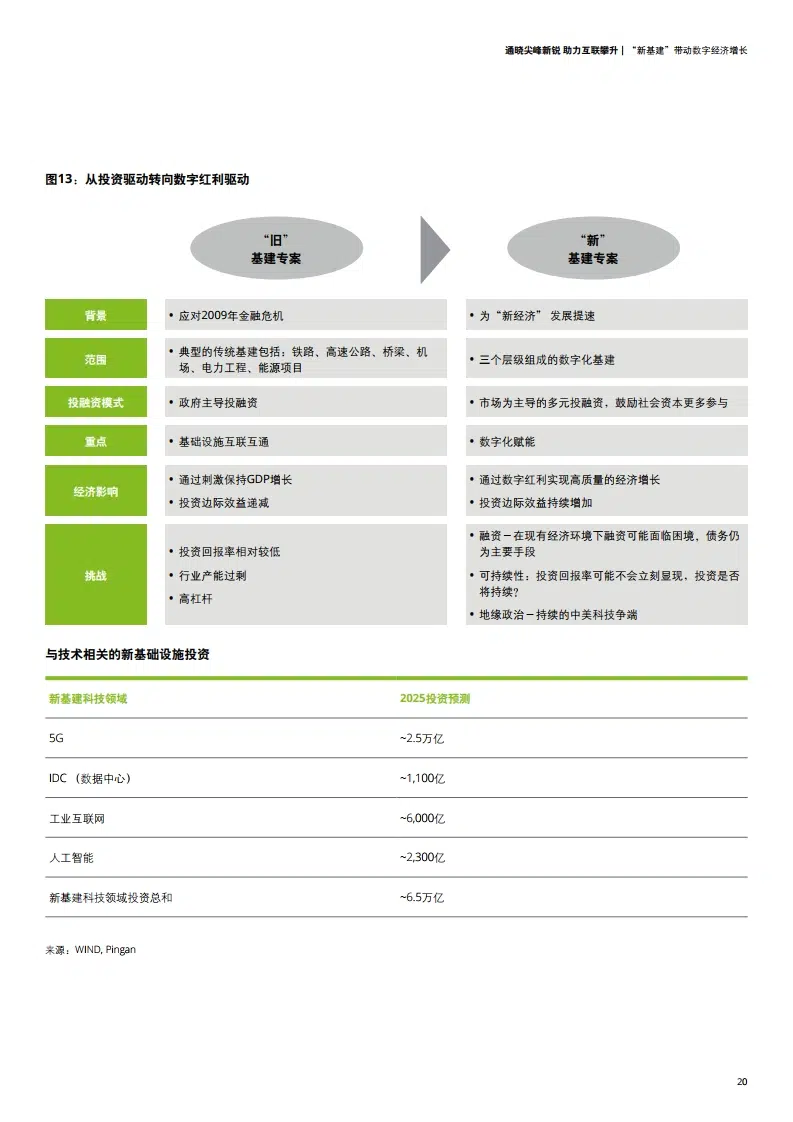 通晓尖峰新锐 助力互联攀升 | “新基建”带动数字经济增长
图13：从投资驱动转向数字红利驱动
“旧”
基建专案
“新”
基建专案
背景
• 应对2009年金融危机
• 为“新经济” 发展提速
范围
• 典型的传统基建包括：铁路、高速公路、桥梁、机
场、电力工程、能源项目
• 三个层级组成的数字化基建
投融资模式
• 政府主导投融资
• 市场为主导的多元投融资，鼓励社会资本更多参与
重点
• 基础设施互联互通
• 数字化赋能
经济影响
• 通过刺激保持GDP增长
• 投资边际效益递减
• 通过数字红利实现高质量的经济增长
• 投资边际效益持续增加
挑战
• 投资回报率相对较低
• 行业产能过剩
• 高杠杆
• 融资－在现有经济环境下融资可能面临困境，债务仍
为主要手段
• 可持续性：投资回报率可能不会立刻显现，投资是否
将持续？
• 地缘政治－持续的中美科技争端
与技术相关的新基础设施投资
新基建科技领域 2025投资预测
5G ~2.5万亿
IDC （数据中心） ~1,100亿
工业互联网 ~6,000亿
人工智能 ~2,300亿
新基建科技领域投资总和 ~6.5万亿
来源：WIND, Pingan
20